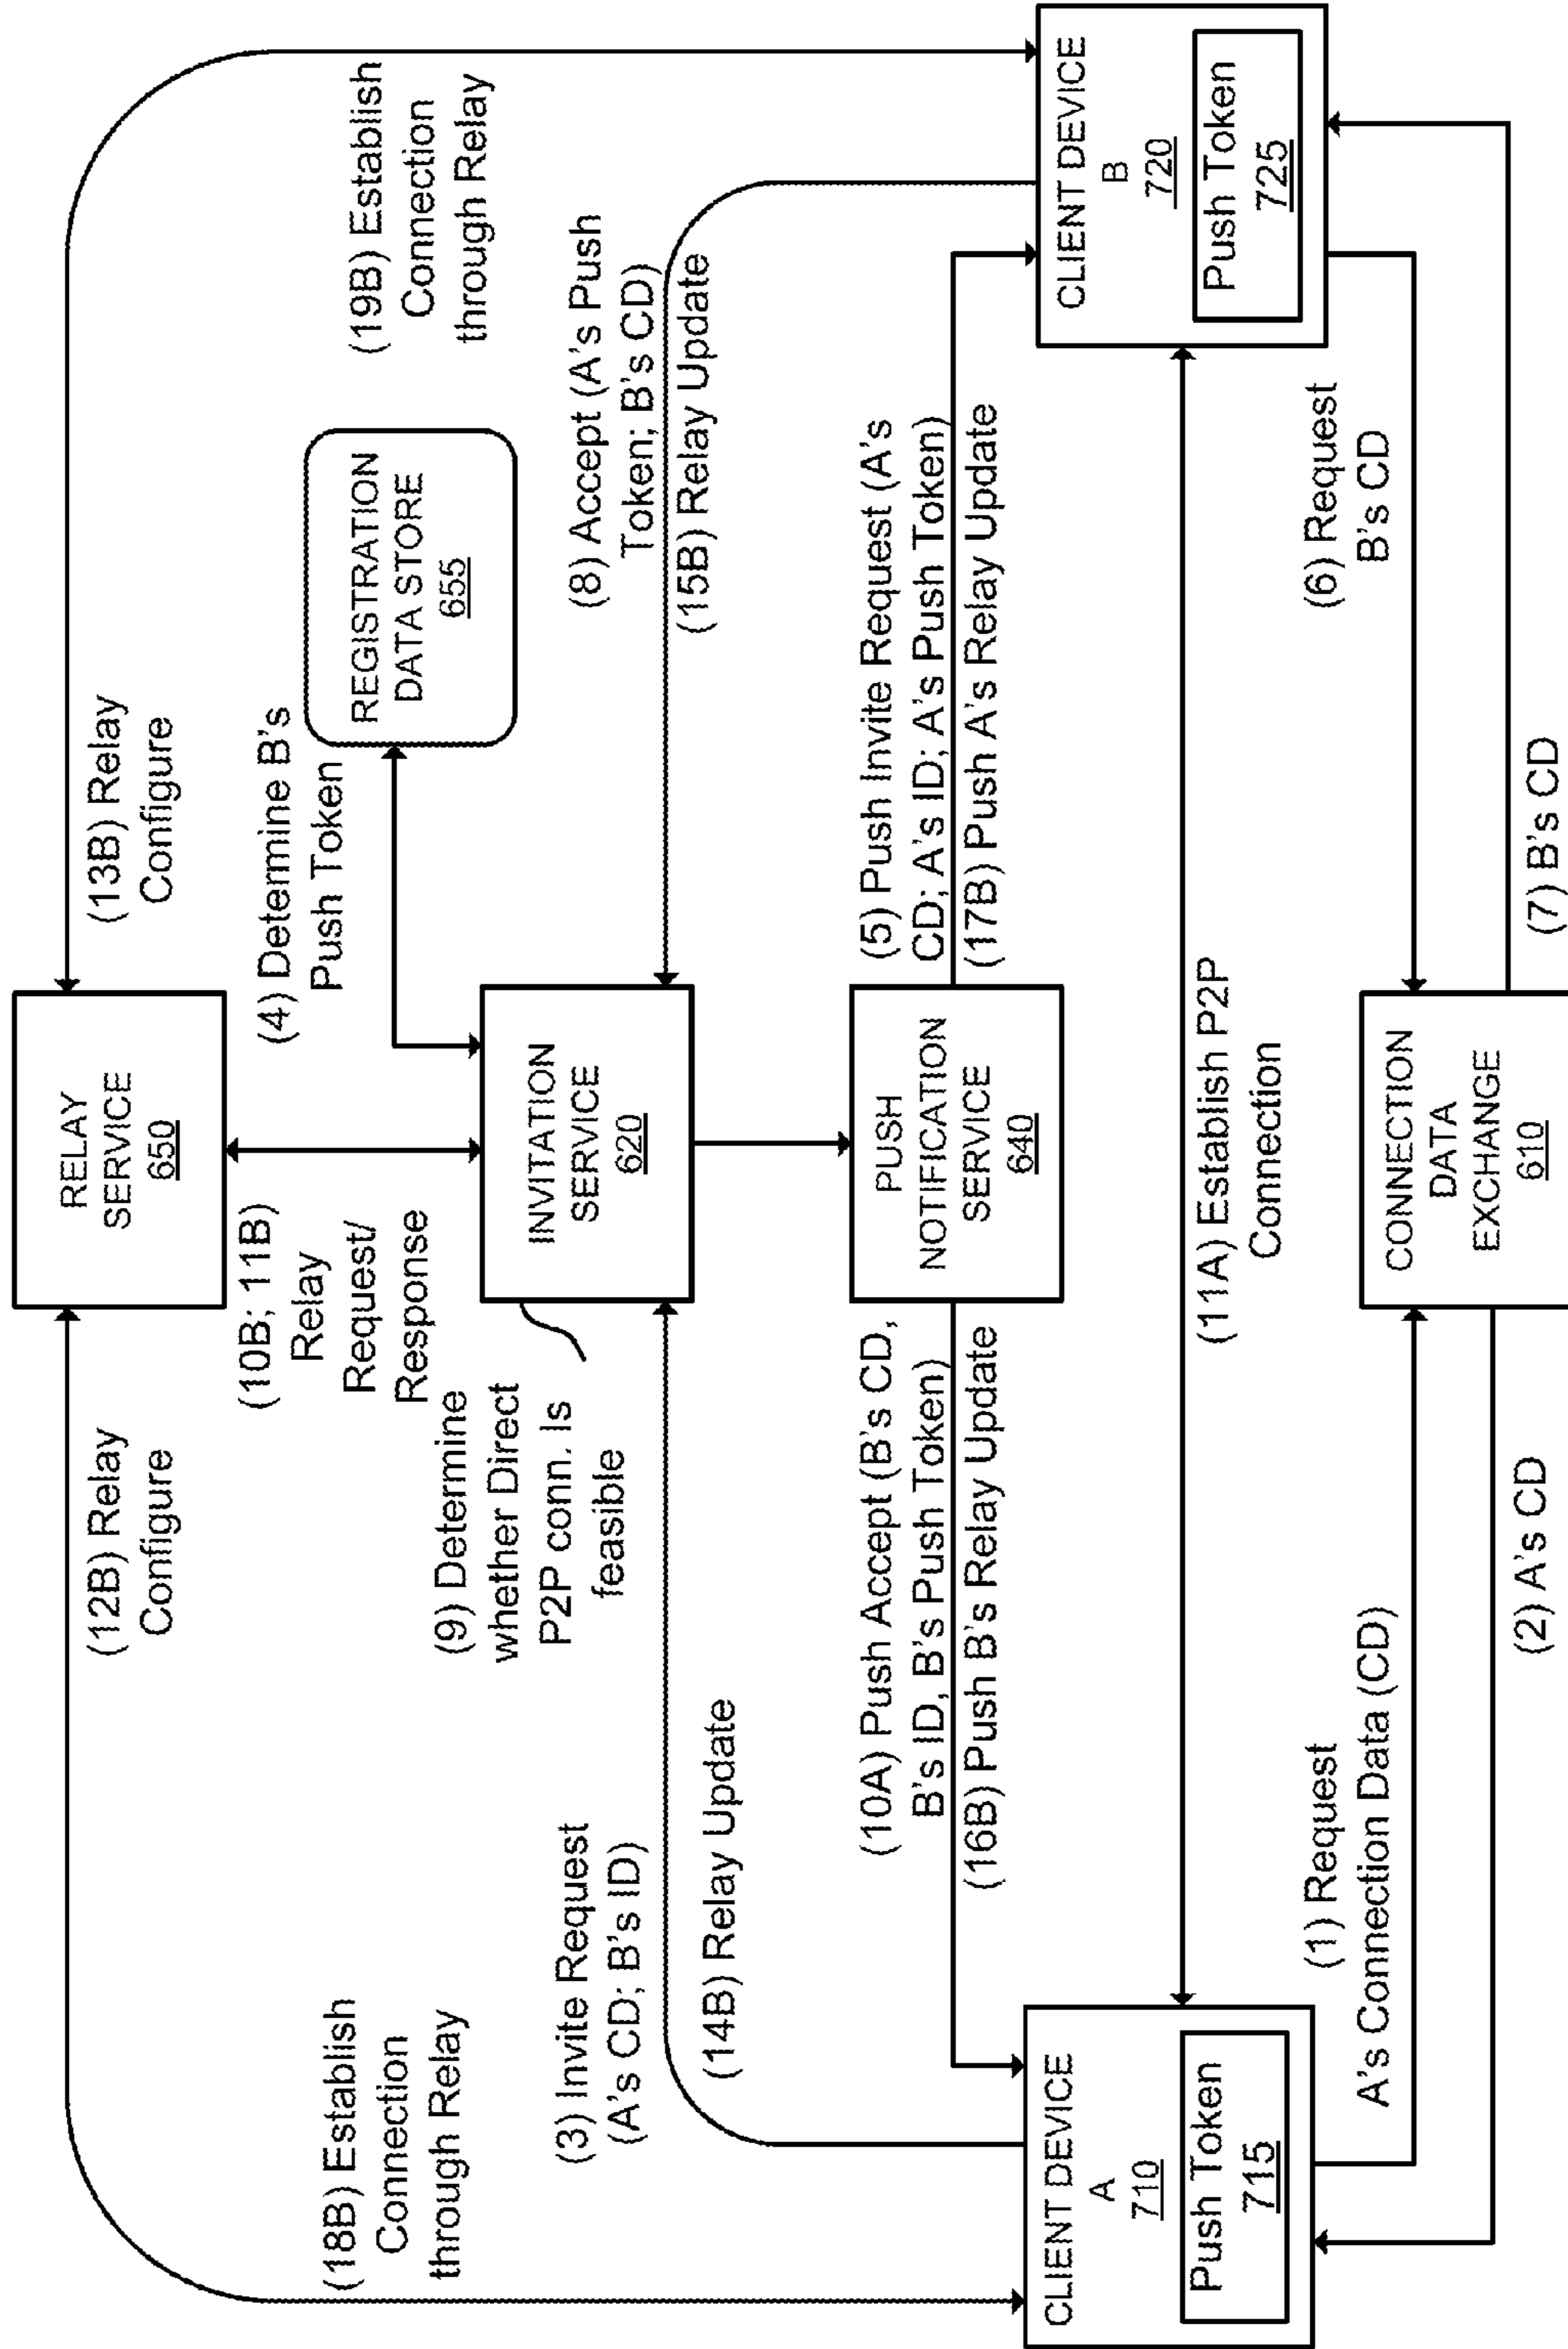 RELAY
SERVICE
650
(12B) Relay
Configure
(13B) Relay
Configure
(18B) Establish
Connection
through Relay
(19B) Establish
Connection
through Relay
(10B; 11B)
Relay
Request/
Response
(4) Determine B's
Push Token
REGISTRATION
DATA STORE
655
(9) Determine
whether Direct
P2P conn. Is
feasible
INVITATION
SERVICE
620
(3) Invite Request
(A's CD; B's ID)
(14B) Relay Update
(8) Accept (A's Push
Token; B's CD)
(15B) Relay Update
PUSH
NOTIFICATION
SERVICE
640
(10A) Push Accept (B's CD,
B's ID, B's Push Token)
(16B) Push B's Relay Update
(5) Push Invite Request (A's
CD; A's ID; A's Push Token)
(17B) Push A's Relay Update
CLIENT DEVICE
A
710
Push Token
715
CLIENT DEVICE
B
720
Push Token
725
(11A) Establish P2P
Connection
(1) Request
A's Connection Data (CD)
(2) A's CD
CONNECTION
DATA
EXCHANGE
610
(6) Request
B's CD
(7) B's CD